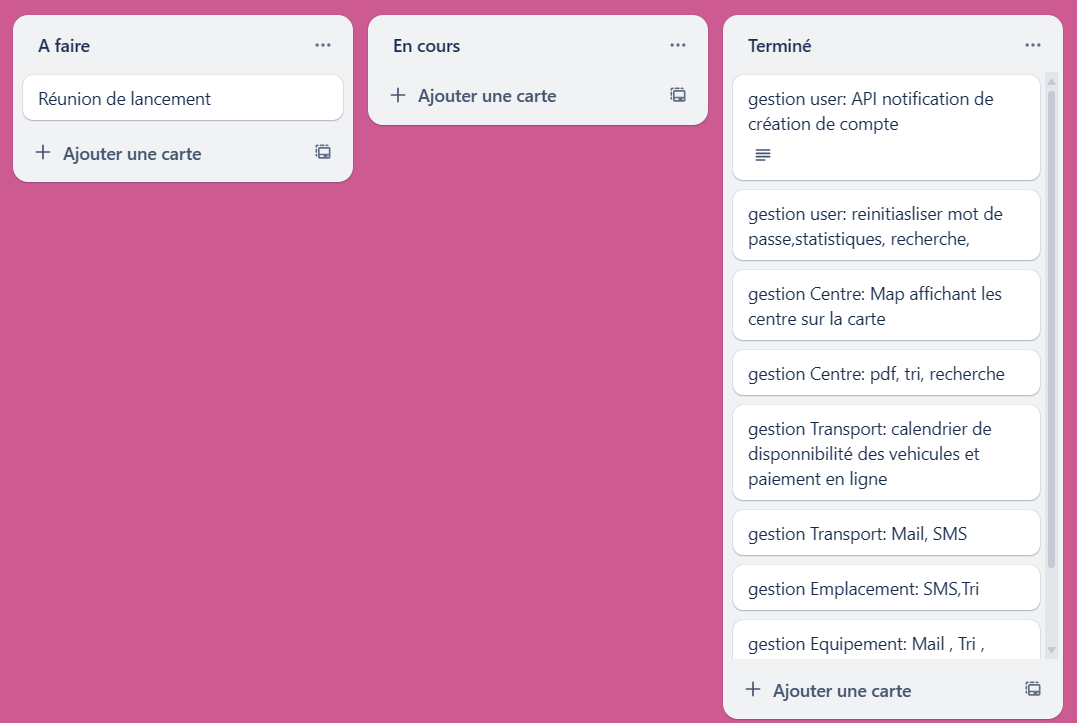 A faire
Réunion de lancement
Ajouter une carte
En cours
Ajouter une carte
Terminé
gestion user: API notification de
création de compte
gestion user: reinitiasliser mot de
passe,statistiques, recherche,
gestion Centre: Map affichant les
centre sur la carte
gestion Centre: pdf, tri, recherche
gestion Transport: calendrier de
disponnibilité des vehicules et
paiement en ligne
gestion Transport: Mail, SMS
gestion Emplacement: SMS,Tri
gestion Equipement: Mail , Tri ,
Ajouter une carte